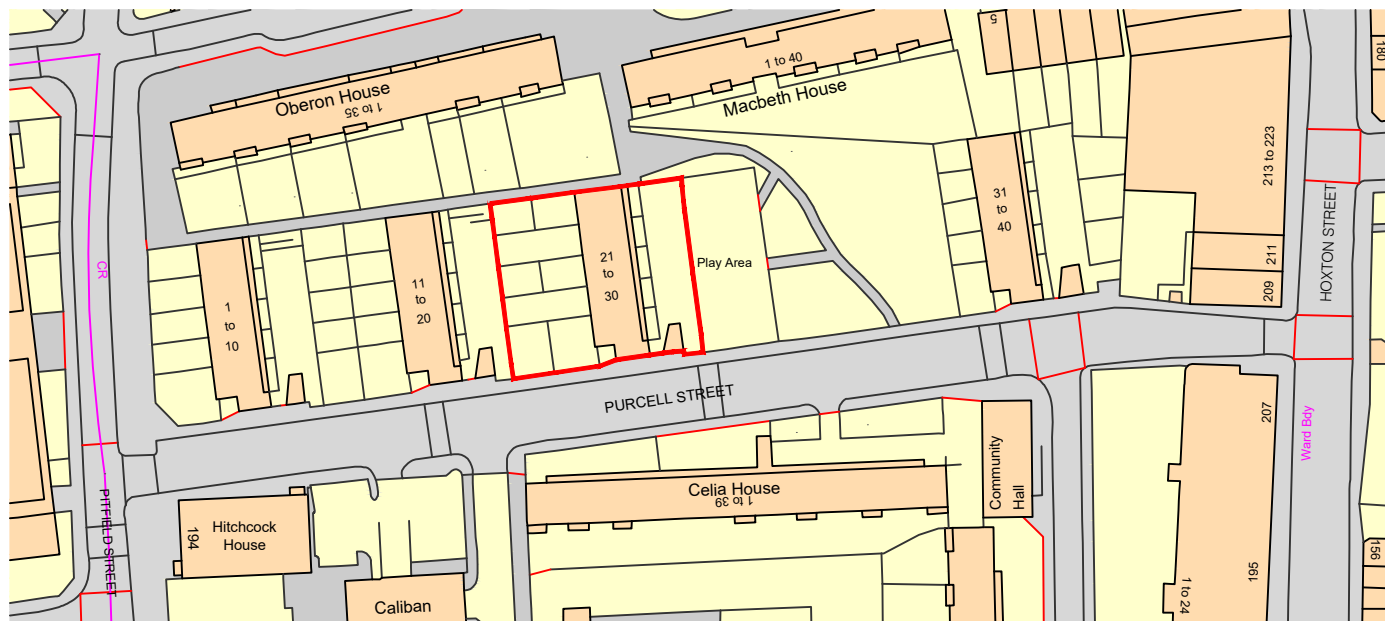 5
180
1 to 40
Oberon House
1 to 35
Macbeth House
213 to 223
31
to
40
HOXTON STREET
CR
21
to
30
Play Area
211
209
11
to
20
1
to
10
PURCELL STREET
207
Ward Bdy
Community
Hall
Celia House
1 to 39
PITFIELD STREET
194
Hitchcock
House
156
195
1 to 24
Caliban